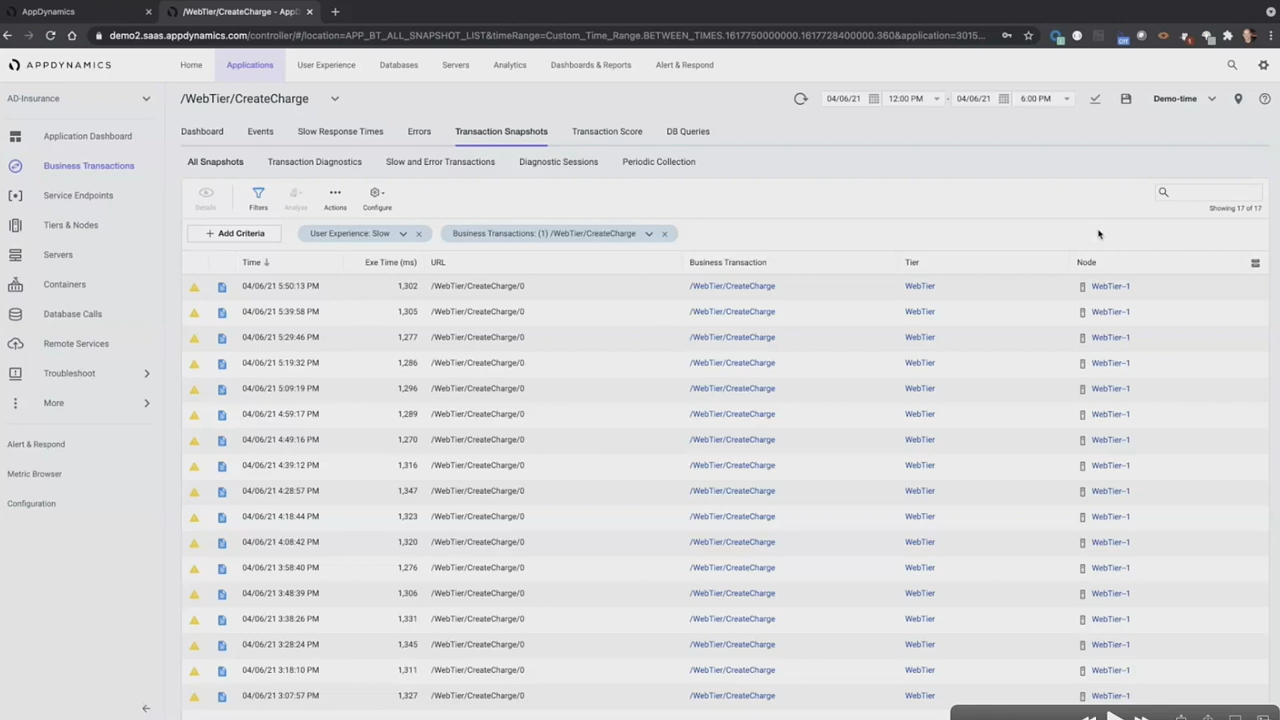 AppDynamics
/WebTier/CreateCharge - AppD
demo2.saas.appdynamics.com/controller/#/location=APP_BT_ALL_SNAPSHOT_LIST&timeRange=Custom_Time_Range.BETWEEN_TIMES.1617750000000.1617728400000.360&application=3015...
APPDYNAMICS
Home Applications User Experience Databases Servers Analytics Dashboards & Reports Alert & Respond
AD-Insurance
/WebTier/CreateCharge
04/06/21 12:00 PM - 04/06/21 6:00 PM
Demo-time
Application Dashboard
Business Transactions
Service Endpoints
Tiers & Nodes
Servers
Containers
Database Calls
Remote Services
Troubleshoot
More
Alert & Respond
Metric Browser
Configuration
Dashboard Events Slow Response Times Errors Transaction Snapshots Transaction Score DB Queries
All Snapshots Transaction Diagnostics Slow and Error Transactions Diagnostic Sessions Periodic Collection
Details Filters Analyze Actions Configure
Showing 17 of 17
+ Add Criteria User Experience: Slow Business Transactions: (1) /WebTier/CreateCharge
Time Exe Time (ms) URL Business Transaction Tier Node
04/06/21 5:50:13 PM 1,302 /WebTier/CreateCharge/0 /WebTier/CreateCharge WebTier WebTier-1
04/06/21 5:39:58 PM 1,305 /WebTier/CreateCharge/0 /WebTier/CreateCharge WebTier WebTier-1
04/06/21 5:29:46 PM 1,277 /WebTier/CreateCharge/0 /WebTier/CreateCharge WebTier WebTier-1
04/06/21 5:19:32 PM 1,286 /WebTier/CreateCharge/0 /WebTier/CreateCharge WebTier WebTier-1
04/06/21 5:09:19 PM 1,296 /WebTier/CreateCharge/0 /WebTier/CreateCharge WebTier WebTier-1
04/06/21 4:59:17 PM 1,289 /WebTier/CreateCharge/0 /WebTier/CreateCharge WebTier WebTier-1
04/06/21 4:49:16 PM 1,270 /WebTier/CreateCharge/0 /WebTier/CreateCharge WebTier WebTier-1
04/06/21 4:39:12 PM 1,316 /WebTier/CreateCharge/0 /WebTier/CreateCharge WebTier WebTier-1
04/06/21 4:28:57 PM 1,347 /WebTier/CreateCharge/0 /WebTier/CreateCharge WebTier WebTier-1
04/06/21 4:18:44 PM 1,323 /WebTier/CreateCharge/0 /WebTier/CreateCharge WebTier WebTier-1
04/06/21 4:08:42 PM 1,320 /WebTier/CreateCharge/0 /WebTier/CreateCharge WebTier WebTier-1
04/06/21 3:58:40 PM 1,276 /WebTier/CreateCharge/0 /WebTier/CreateCharge WebTier WebTier-1
04/06/21 3:48:39 PM 1,306 /WebTier/CreateCharge/0 /WebTier/CreateCharge WebTier WebTier-1
04/06/21 3:38:26 PM 1,331 /WebTier/CreateCharge/0 /WebTier/CreateCharge WebTier WebTier-1
04/06/21 3:28:24 PM 1,345 /WebTier/CreateCharge/0 /WebTier/CreateCharge WebTier WebTier-1
04/06/21 3:18:10 PM 1,311 /WebTier/CreateCharge/0 /WebTier/CreateCharge WebTier WebTier-1
04/06/21 3:07:57 PM 1,327 /WebTier/CreateCharge/0 /WebTier/CreateCharge WebTier WebTier-1